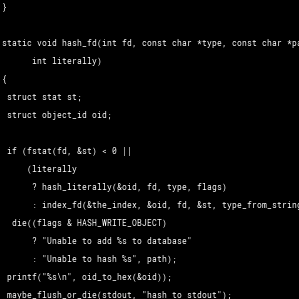 }
static void hash_fd(int fd, const char *type, const char *pa
int literally)
{
struct stat st;
struct object_id oid;
if (fstat(fd, &st) < 0 ||
(literally
? hash_literally(&oid, fd, type, flags)
: index_fd(&the_index, &oid, fd, &st, type_from_string
die((flags & HASH_WRITE_OBJECT)
? "Unable to add %s to database"
: "Unable to hash %s", path);
printf("%s\n", oid_to_hex(&oid));
maybe_flush_or_die(stdout, "hash to stdout");